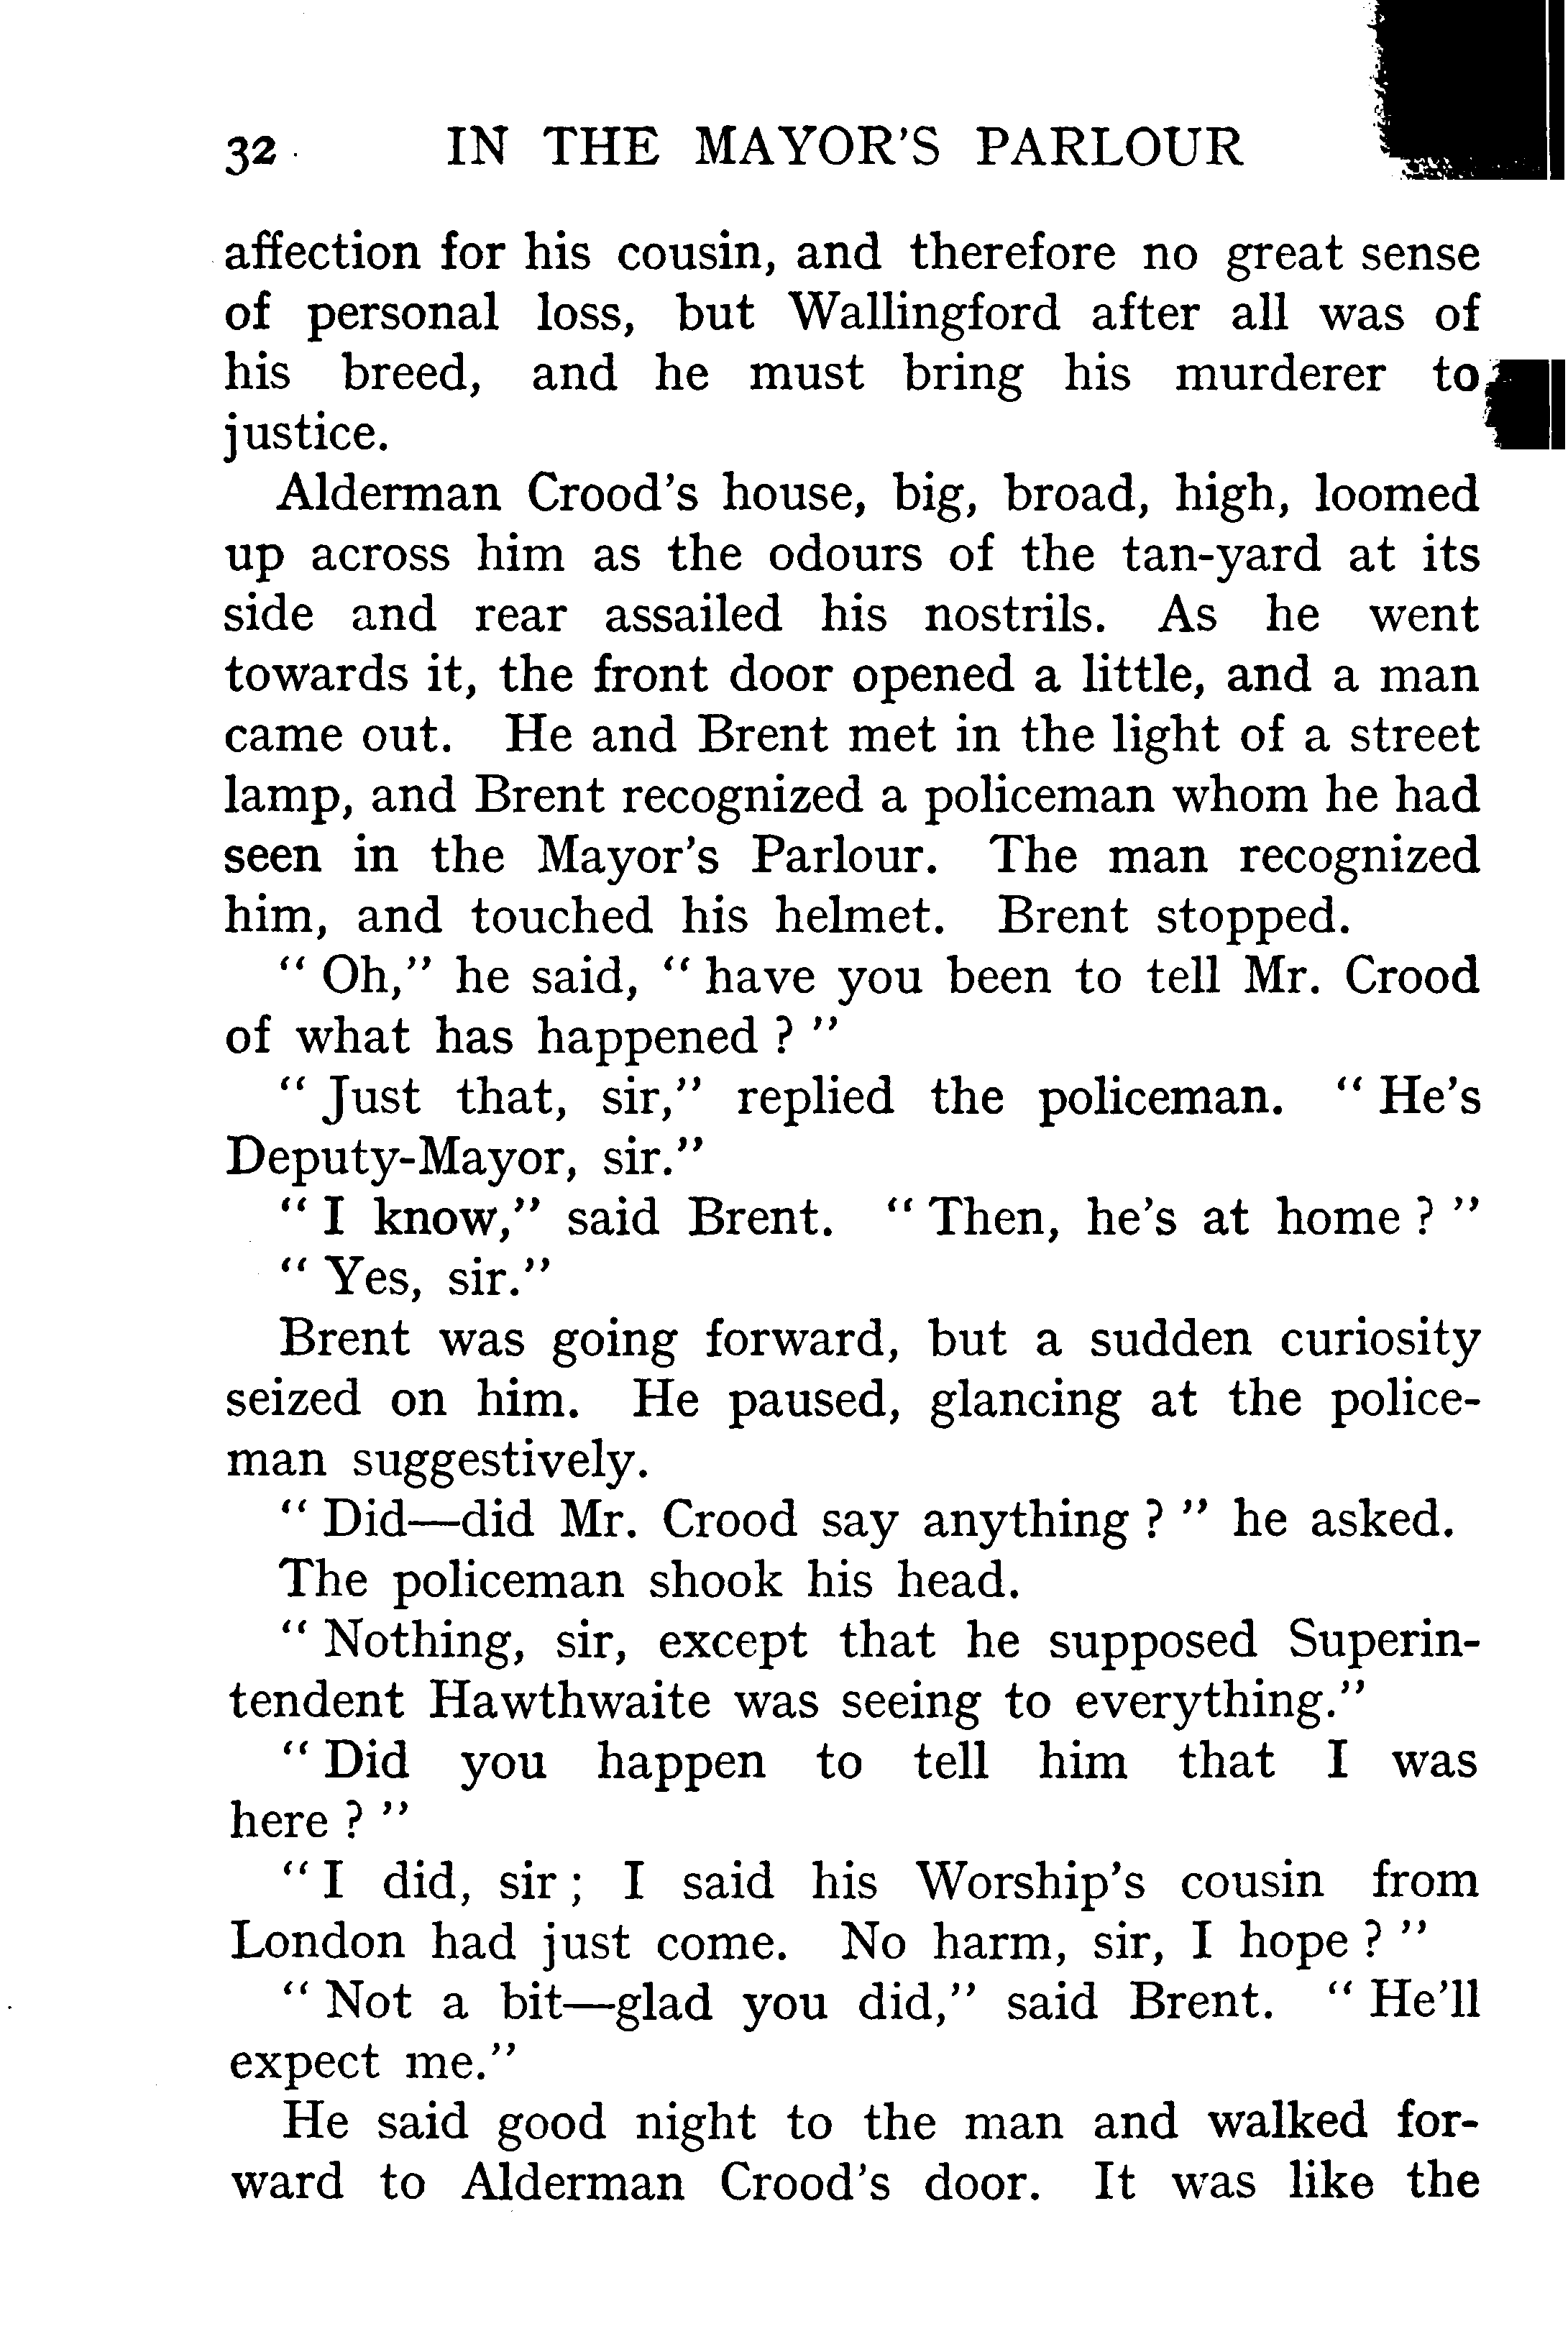 32 IN THE MAYOR'S PARLOUR
affection for his cousin, and therefore no great sense
of personal loss, but Wallingford after all was of
his breed, and he must bring his murderer to
justice.
Alderman Crood's house, big, broad, high, loomed
up across him as the odours of the tan-yard at its
side and rear assailed his nostrils. As he went
towards it, the front door opened a little, and a man
came out. He and Brent met in the light of a street
lamp, and Brent recognized a policeman whom he had
seen in the Mayor's Parlour. The man recognized
him, and touched his helmet. Brent stopped.
“ Oh,” he said, “ have you been to tell Mr. Crood
of what has happened ? ”
“ Just that, sir,” replied the policeman. “ He's
Deputy-Mayor, sir.”
“ I know,” said Brent. “ Then, he's at home ? ”
“ Yes, sir.”
Brent was going forward, but a sudden curiosity
seized on him. He paused, glancing at the police-
man suggestively.
“ Did—did Mr. Crood say anything ? ” he asked.
The policeman shook his head.
“ Nothing, sir, except that he supposed Superin-
tendent Hawthwaite was seeing to everything.”
“ Did you happen to tell him that I was
here ? ”
“ I did, sir ; I said his Worship's cousin from
London had just come. No harm, sir, I hope ? ”
“ Not a bit—glad you did,” said Brent. “ He'll
expect me.”
He said good night to the man and walked for-
ward to Alderman Crood's door. It was like the